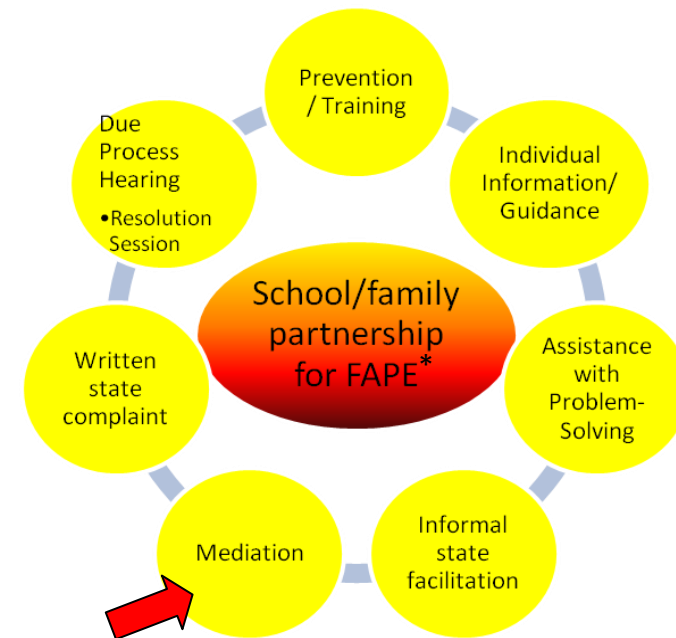 Prevention
/ Training
Individual
Information/
Guidance
Assistance
with
Problem-
Solving
Informal
state
facilitation
Mediation
Written
state
complaint
Due
Process
Hearing
•Resolution
Session
School/family
partnership
for FAPE*